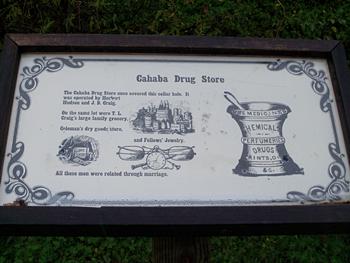 Cahaba Drug Store
The Cahaba Drug Store once covered this cellar hole. It
was operated by Herbert
Hudson and J. D. Craig.
On the same lot were T. L.
Craig's large family grocery,
Coleman's dry goods store,
and Fellows' Jewelry.
All these men were related through marriage.
MEDICINES
CHEMICALS
PERFUMERIES
DRUGS
PAINTS, O
&C.